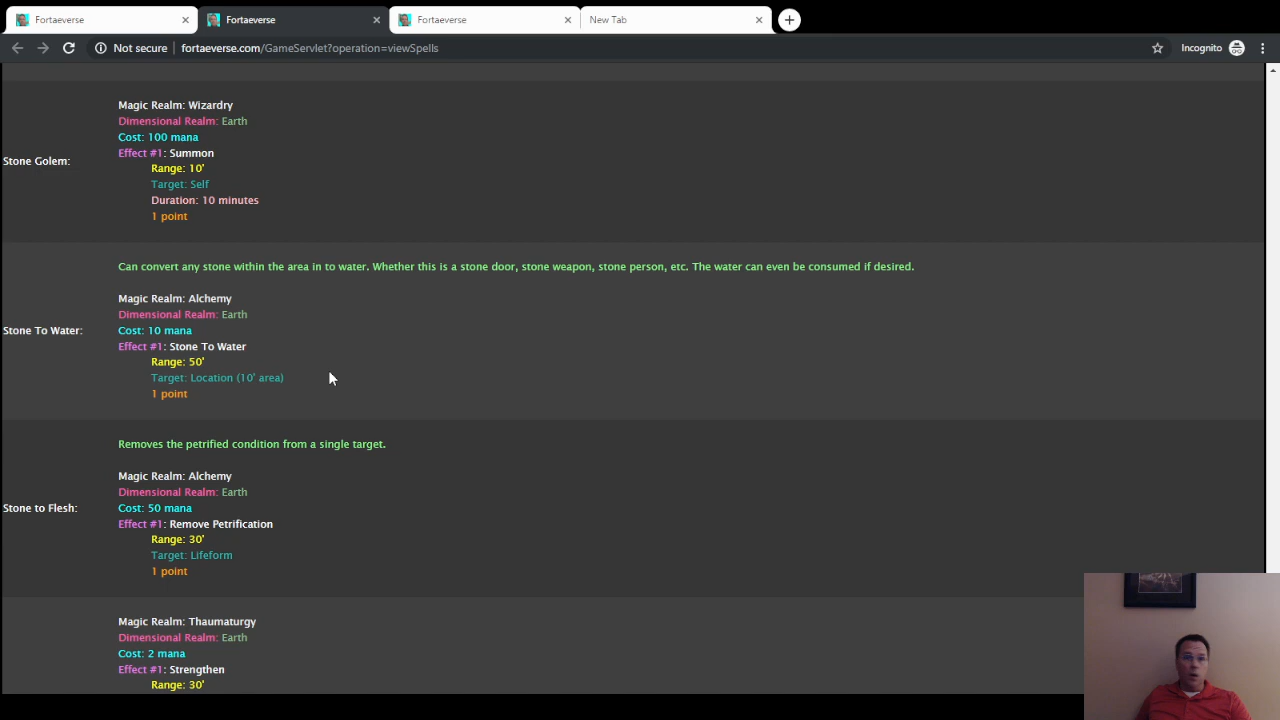 Fortaeverse
Fortaeverse
Fortaeverse
New Tab
Not secure
fortaeverse.com/GameServlet?operation=viewSpells
Incognito
Stone Golem:
Magic Realm: Wizardry
Dimensional Realm: Earth
Cost: 100 mana
Effect #1: Summon
Range: 10'
Target: Self
Duration: 10 minutes
1 point
Stone To Water:
Can convert any stone within the area in to water. Whether this is a stone door, stone weapon, stone person, etc. The water can even be consumed if desired.
Magic Realm: Alchemy
Dimensional Realm: Earth
Cost: 10 mana
Effect #1: Stone To Water
Range: 50'
Target: Location (10' area)
1 point
Stone to Flesh:
Removes the petrified condition from a single target.
Magic Realm: Alchemy
Dimensional Realm: Earth
Cost: 50 mana
Effect #1: Remove Petrification
Range: 30'
Target: Lifeform
1 point
Magic Realm: Thaumaturgy
Dimensional Realm: Earth
Cost: 2 mana
Effect #1: Strengthen
Range: 30'